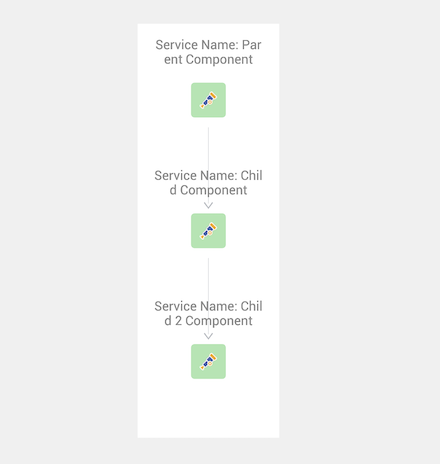 Service Name: Par
ent Component
Service Name: Chil
d Component
Service Name: Chil
d 2 Component